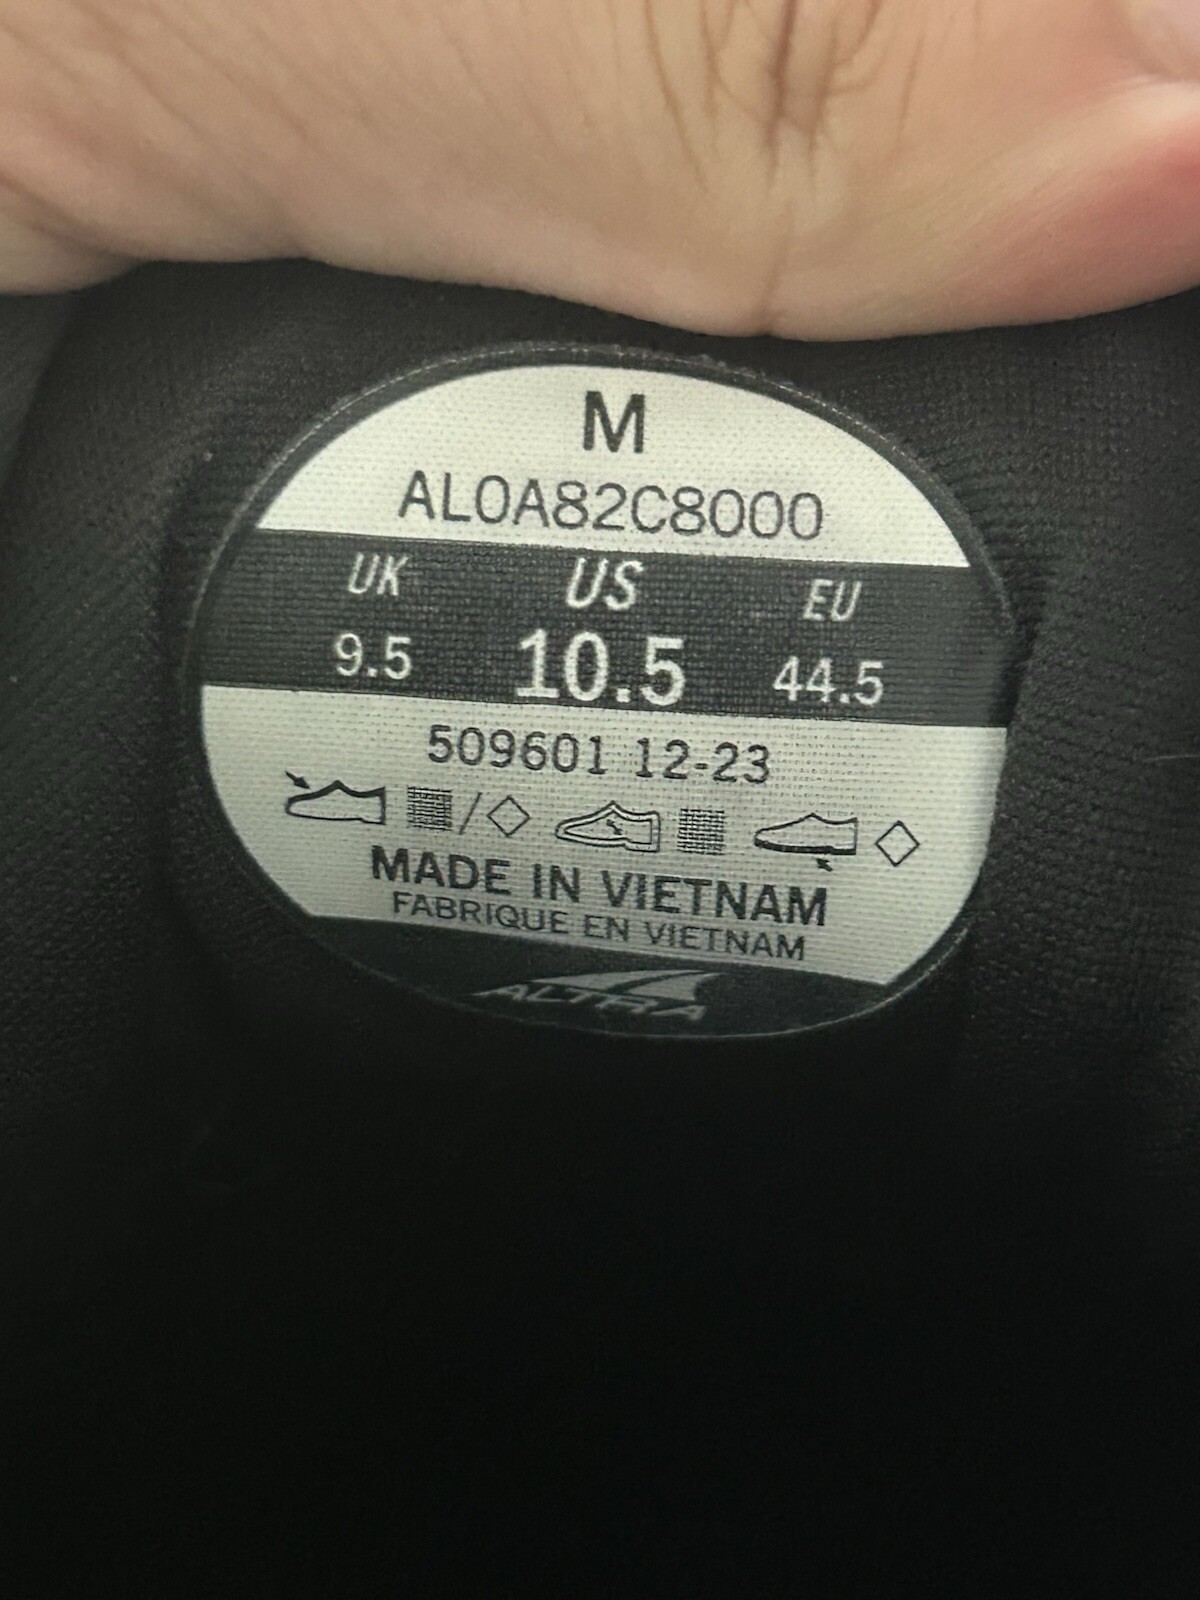 M
AL0A82C8000
UK US EU
9.5 10.5 44.5
509601 12-23
MADE IN VIETNAM
FABRIQUE EN VIETNAM
ALTRA